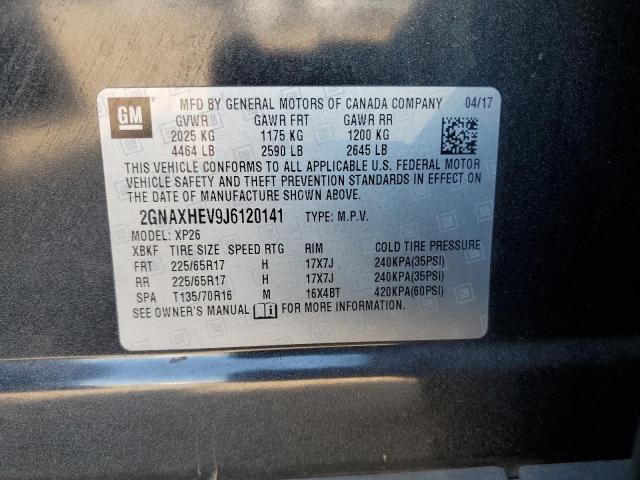 GM
MFD BY GENERAL MOTORS OF CANADA COMPANY 04/17
GVWR GAWR FRT GAWR RR
2025 KG 1175 KG 1200 KG
4464 LB 2590 LB 2645 LB
THIS VEHICLE CONFORMS TO ALL APPLICABLE U.S. FEDERAL MOTOR
VEHICLE SAFETY AND THEFT PREVENTION STANDARDS IN EFFECT ON
THE DATE OF MANUFACTURE SHOWN ABOVE.
2GNAXHEV9J6120141 TYPE: M.P.V.
MODEL: XP26
XBKF TIRE SIZE SPEED RTG RIM COLD TIRE PRESSURE
FRT 225/65R17 H 17X7J 240KPA(35PSI)
RR 225/65R17 H 17X7J 240KPA(35PSI)
SPA T135/70R16 M 16X4BT 420KPA(60PSI)
SEE OWNER'S MANUAL FOR MORE INFORMATION.